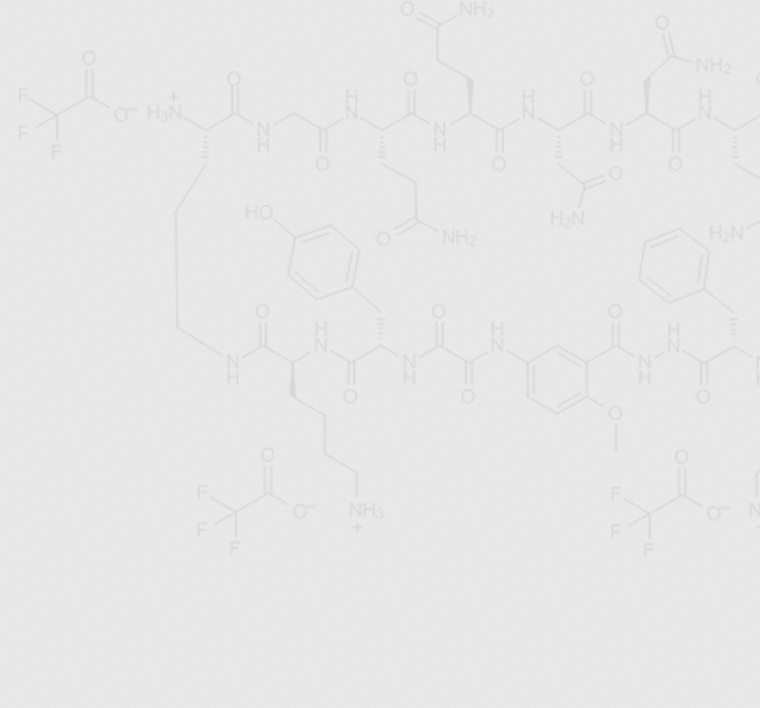 O NH₂
O O
O O O O NH₂
F O⁻ H₃N⁺ H H H
F N N N N N N
F H O H O H O
HO H₂N O
O NH₂ H₂N
O H O H O H
N N N N N N
H O H O O H O
O O
F O⁻ NH₃⁺ F O⁻
F F
F F